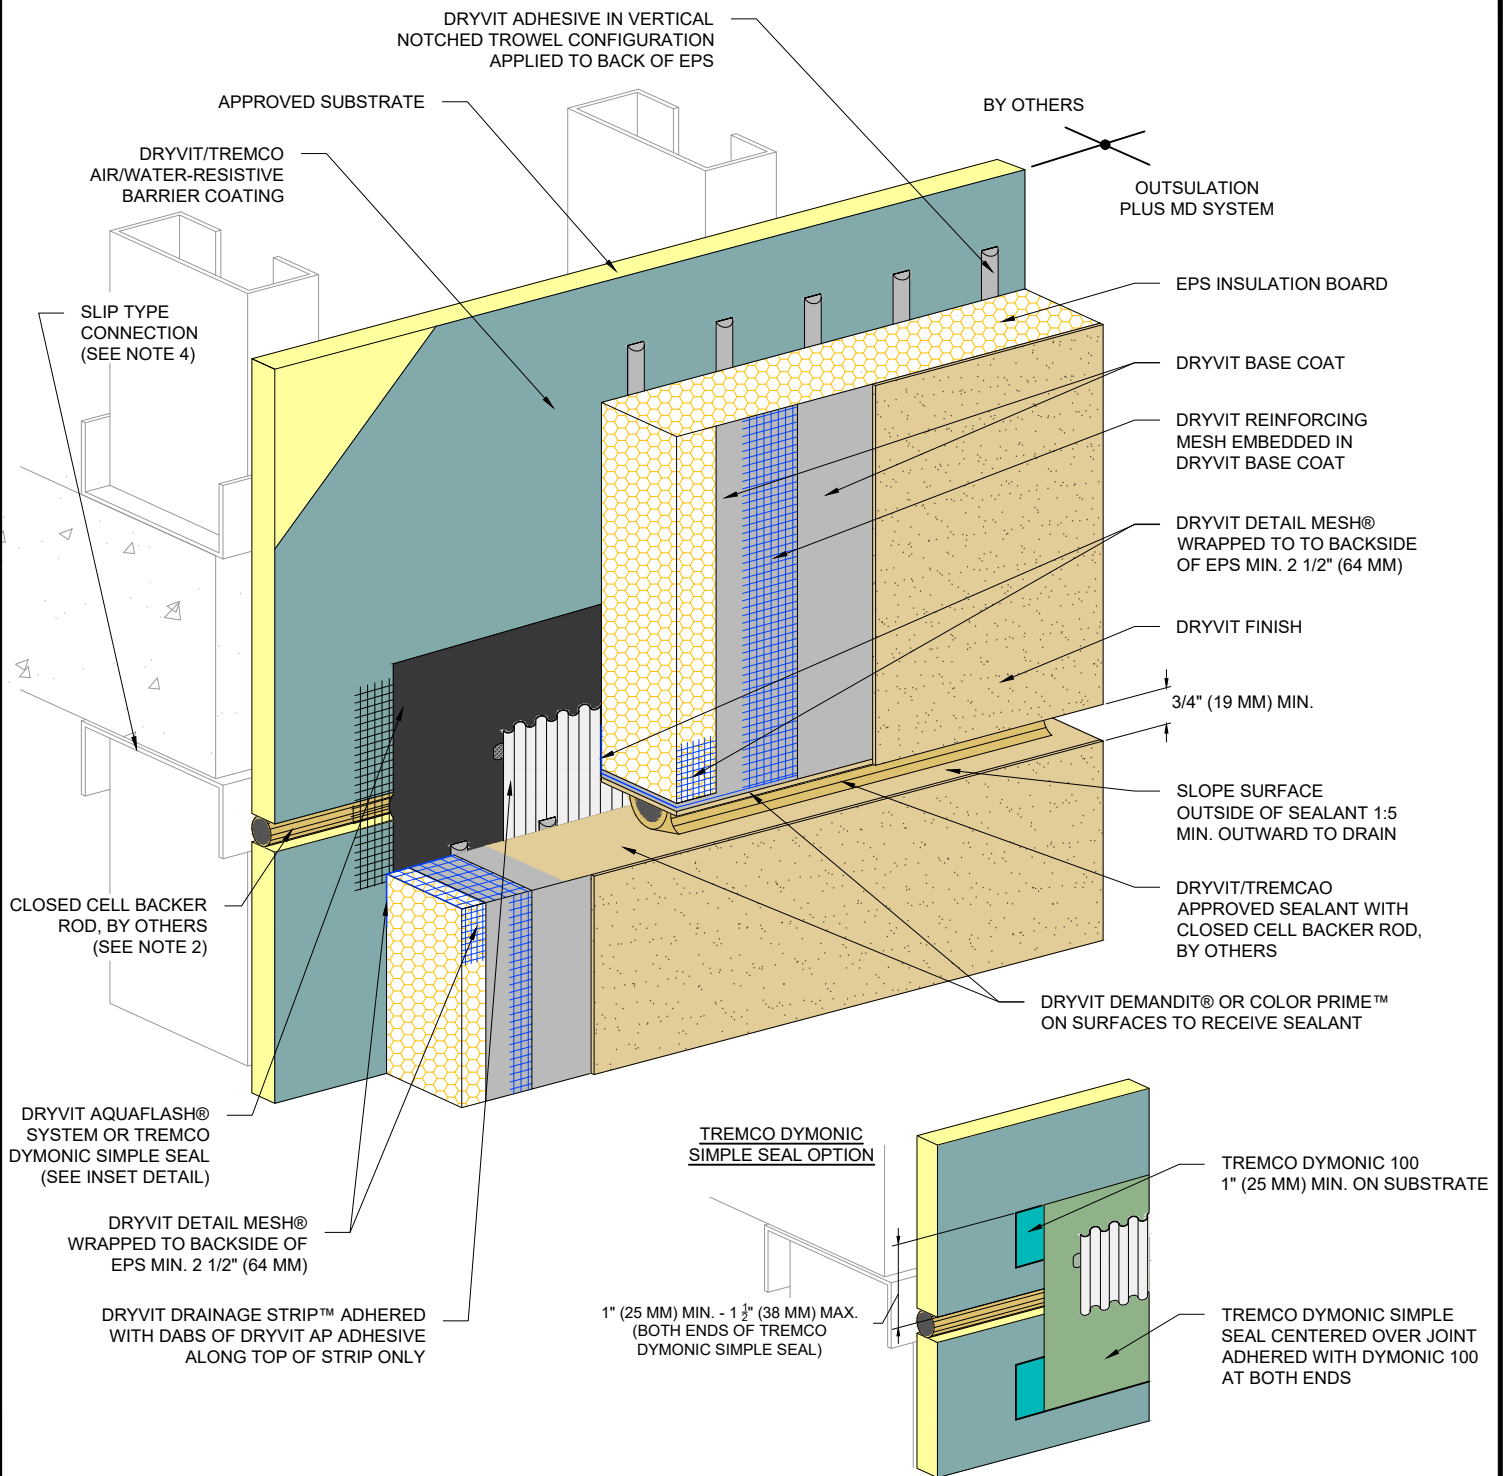 DRYVIT ADHESIVE IN VERTICAL
NOTCHED TROWEL CONFIGURATION
APPLIED TO BACK OF EPS
APPROVED SUBSTRATE
BY OTHERS
DRYVIT/TREMCO
AIR/WATER-RESISTIVE
BARRIER COATING
OUTSULATION
PLUS MD SYSTEM
SLIP TYPE
CONNECTION
(SEE NOTE 4)
EPS INSULATION BOARD
DRYVIT BASE COAT
DRYVIT REINFORCING
MESH EMBEDDED IN
DRYVIT BASE COAT
DRYVIT DETAIL MESH®
WRAPPED TO TO BACKSIDE
OF EPS MIN. 2 1/2" (64 MM)
DRYVIT FINISH
3/4" (19 MM) MIN.
SLOPE SURFACE
OUTSIDE OF SEALANT 1:5
MIN. OUTWARD TO DRAIN
CLOSED CELL BACKER
ROD, BY OTHERS
(SEE NOTE 2)
DRYVIT/TREMCAO
APPROVED SEALANT WITH
CLOSED CELL BACKER ROD,
BY OTHERS
DRYVIT DEMANDIT® OR COLOR PRIME™
ON SURFACES TO RECEIVE SEALANT
DRYVIT AQUAFLASH®
SYSTEM OR TREMCO
DYMONIC SIMPLE SEAL
(SEE INSET DETAIL)
DRYVIT DETAIL MESH®
WRAPPED TO BACKSIDE OF
EPS MIN. 2 1/2" (64 MM)
DRYVIT DRAINAGE STRIP™ ADHERED
WITH DABS OF DRYVIT AP ADHESIVE
ALONG TOP OF STRIP ONLY
TREMCO DYMONIC
SIMPLE SEAL OPTION
TREMCO DYMONIC 100
1" (25 MM) MIN. ON SUBSTRATE
1" (25 MM) MIN. - 1 1/2" (38 MM) MAX.
(BOTH ENDS OF TREMCO
DYMONIC SIMPLE SEAL)
TREMCO DYMONIC SIMPLE
SEAL CENTERED OVER JOINT
ADHERED WITH DYMONIC 100
AT BOTH ENDS